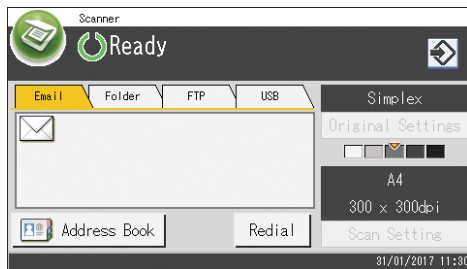 Scanner
Ready
Email Folder FTP USB
Simplex
Original Settings
A4
300 x 300dpi
Address Book Redial
Scan Setting
31/01/2017 11:30